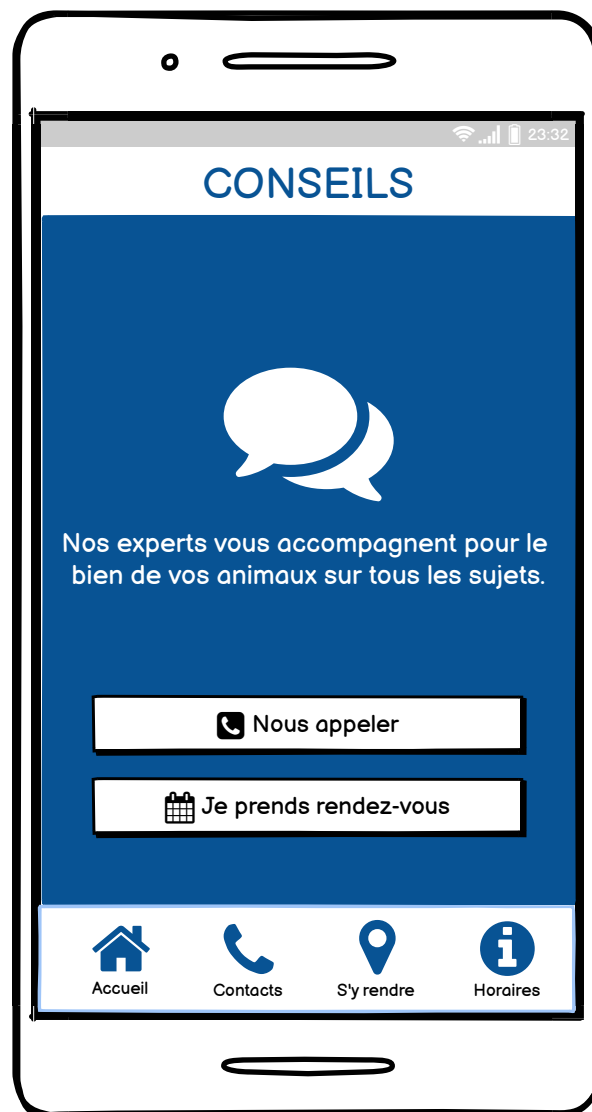 23:32
CONSEILS
Nos experts vous accompagnent pour le
bien de vos animaux sur tous les sujets.
Nous appeler
Je prends rendez-vous
Accueil
Contacts
S'y rendre
Horaires